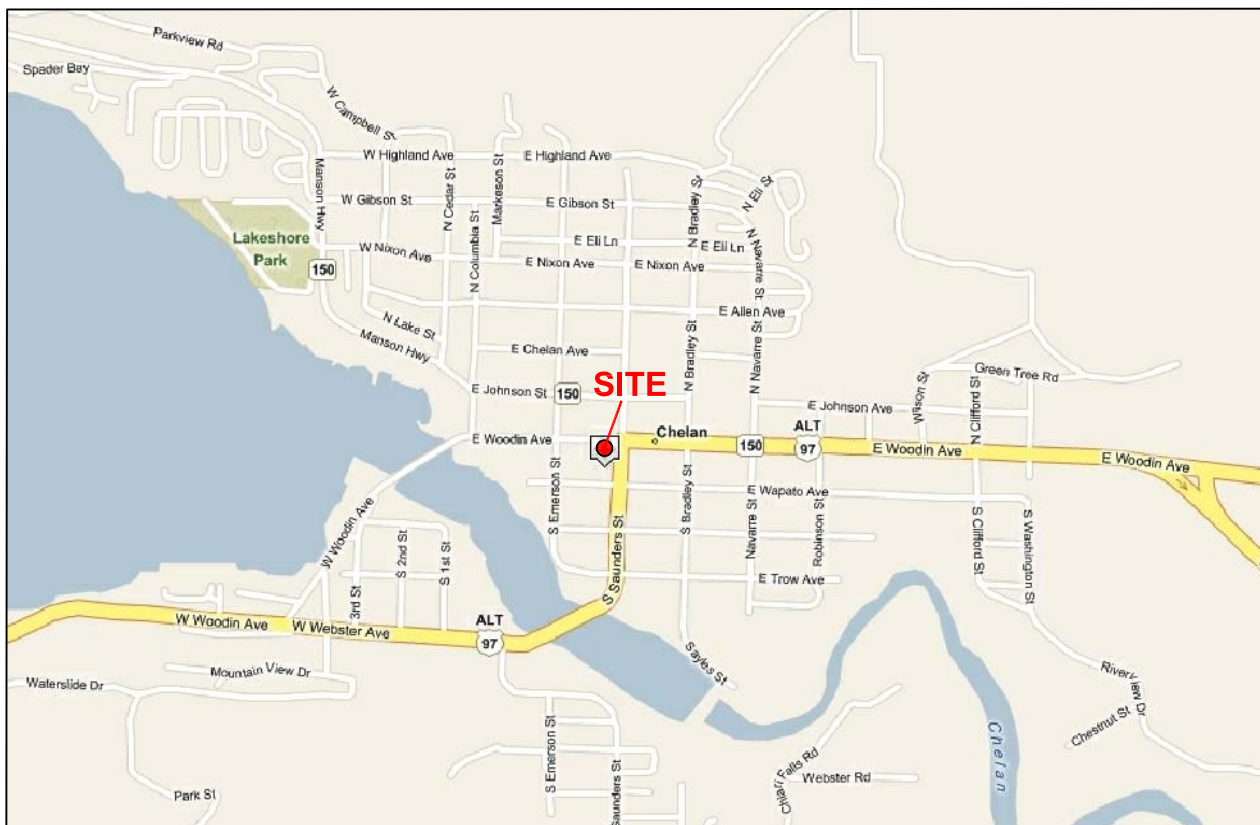 Parkview Rd
Spader Bay
W Campbell St
W Highland Ave
E Highland Ave
Manson Hwy
N Cedar St
Markeson St
N Bradley St
N Eli St
W Gibson St
E Gibson St
N Columbia St
Lakeshore
Park
W Nixon Ave
E Eli Ln
E Eli Ln
E Nixon Ave
E Nixon Ave
N Navarre St
150
E Allen Ave
N Lake St
Manson Hwy
E Chelan Ave
N Bradley St
N Navarre St
Green Tree Rd
Wilson St
N Clifford St
E Johnson St
150
SITE
E Johnson Ave
E Woodin Ave
Chelan
150
ALT
97
E Woodin Ave
E Woodin Ave
E Wapato Ave
S Emerson St
S Bradley St
Navarre St
Robinson St
S Clifford St
S Washington St
W Woodin Ave
S 2nd St
S 1st St
3rd St
S Saunders St
E Trow Ave
W Woodin Ave
W Webster Ave
ALT
97
Sayles St
Mountain View Dr
Waterslide Dr
Riverview Dr
Chestnut St
Chelan
S Emerson St
Saunders St
Falls Rd
Webster Rd
Park St